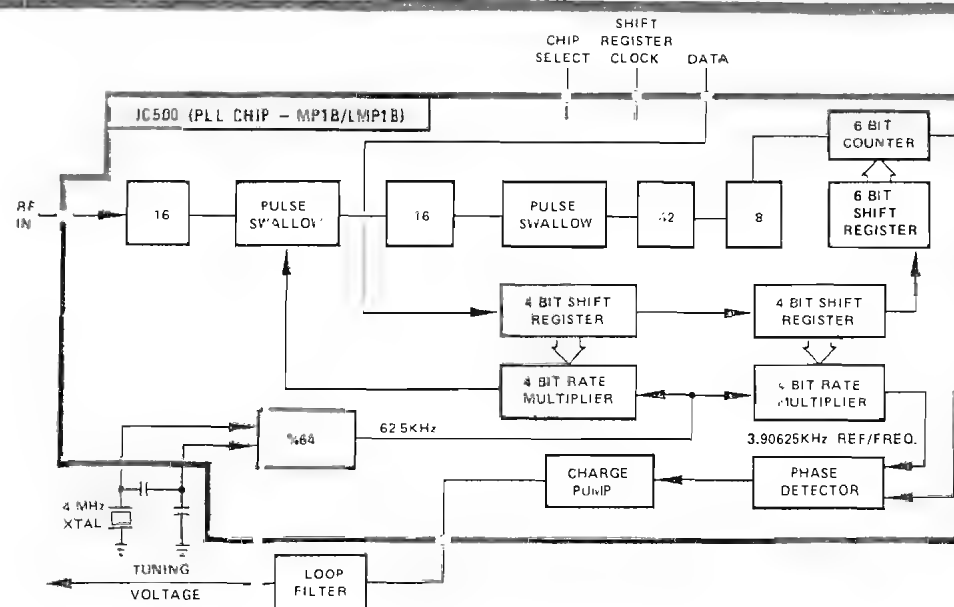 SHIFT
CHIP REGISTER
SELECT CLOCK DATA
IC500 (PLL CHIP – MP1B/LMP1B)
6 BIT
COUNTER
RF
IN
16
PULSE
SWALLOW
16
PULSE
SWALLOW
8
6 BIT
SHIFT
REGISTER
4 BIT SHIFT
REGISTER
4 BIT SHIFT
REGISTER
4 BIT RATE
MULTIPLIER
4 BIT RATE
MULTIPLIER
%64
62.5KHz
3.90625KHz REF/FREQ.
CHARGE
PUMP
PHASE
DETECTOR
4 MHz
XTAL
TUNING
VOLTAGE
LOOP
FILTER